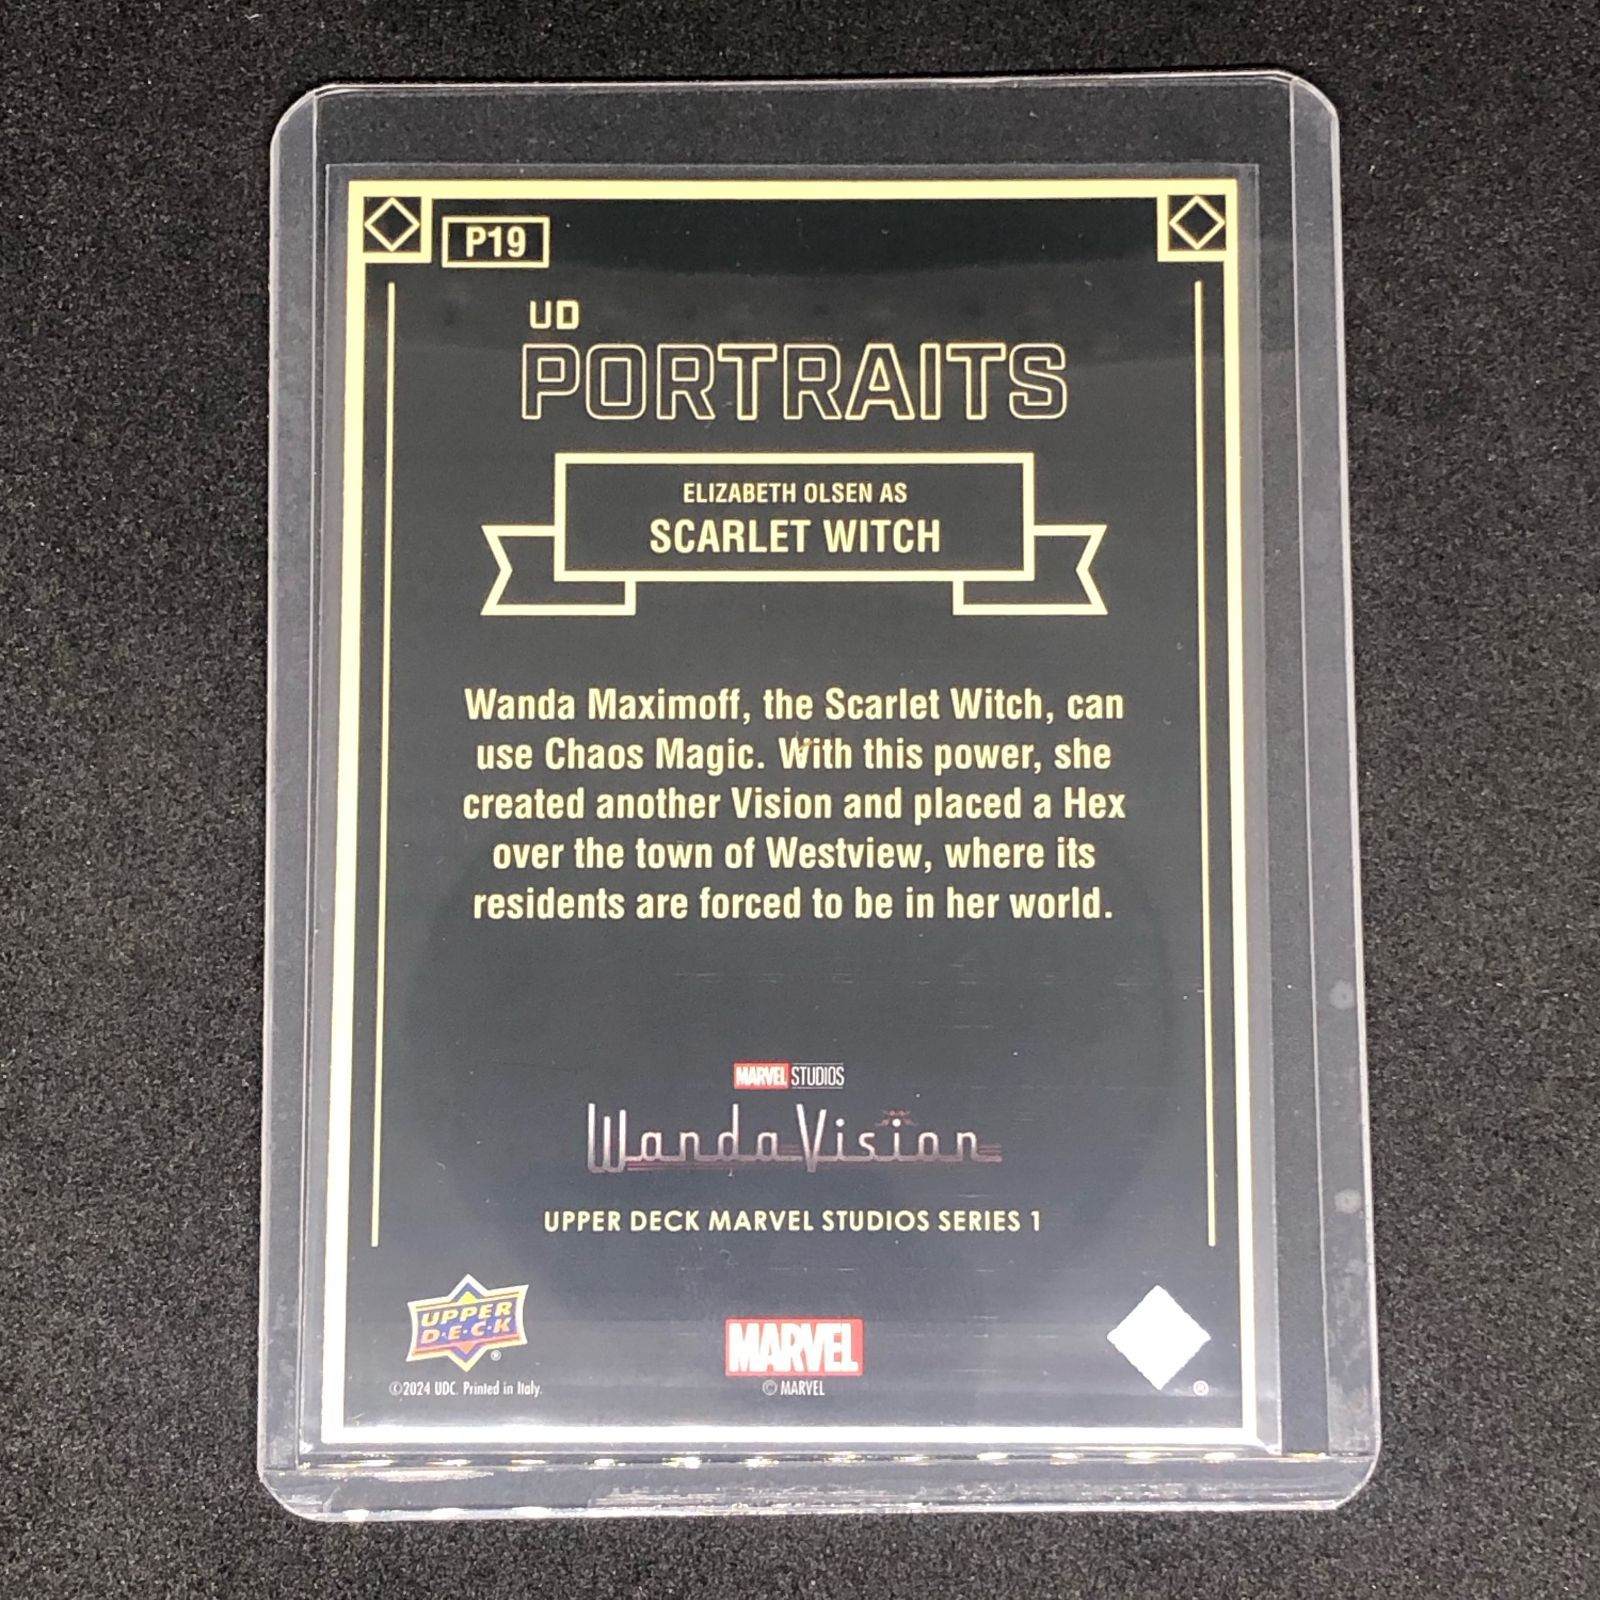 P19
UD
PORTRAITS
ELIZABETH OLSEN AS
SCARLET WITCH
Wanda Maximoff, the Scarlet Witch, can
use Chaos Magic. With this power, she
created another Vision and placed a Hex
over the town of Westview, where its
residents are forced to be in her world.
MARVEL STUDIOS
WandaVision
UPPER DECK MARVEL STUDIOS SERIES 1
UPPER
D·E·C·K
®
©2024 UDC. Printed in Italy.
MARVEL
© MARVEL
®